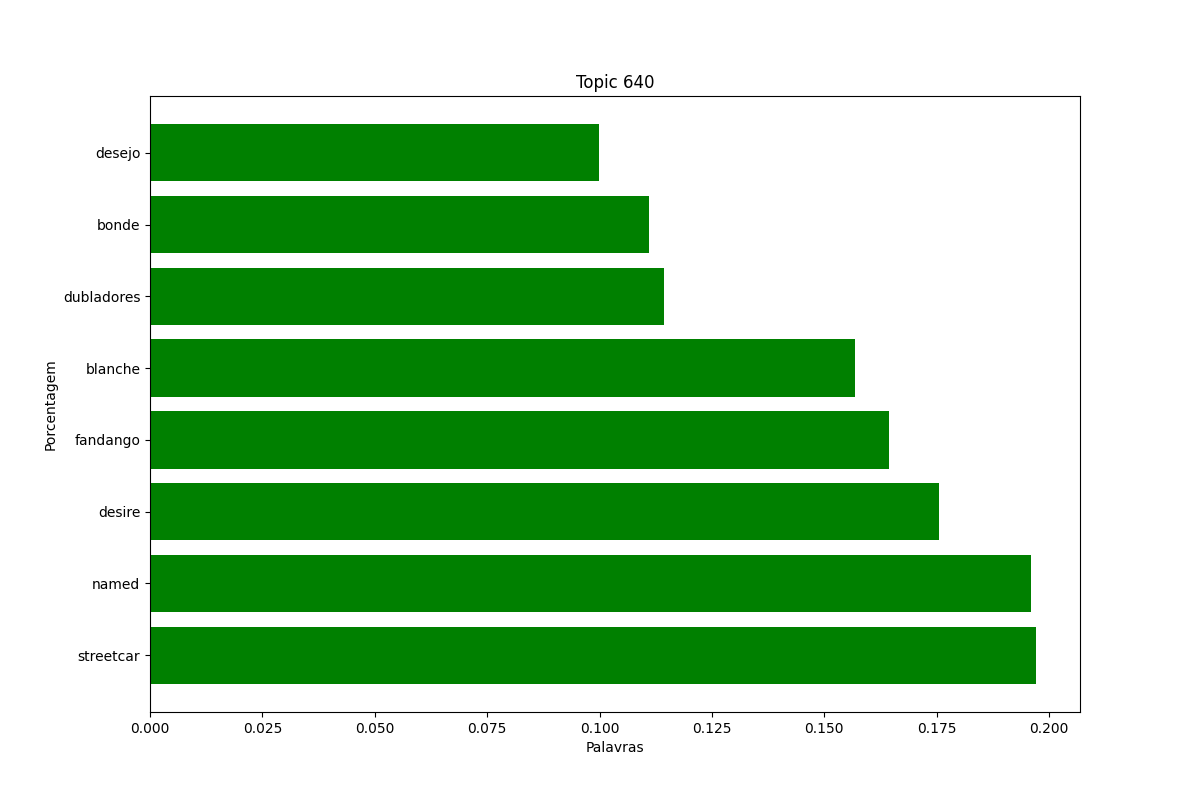 Topic 640
desejo
bonde
dubladores
blanche
fandango
desire
named
streetcar
Porcentagem
0.000 0.025 0.050 0.075 0.100 0.125 0.150 0.175 0.200
Palavras